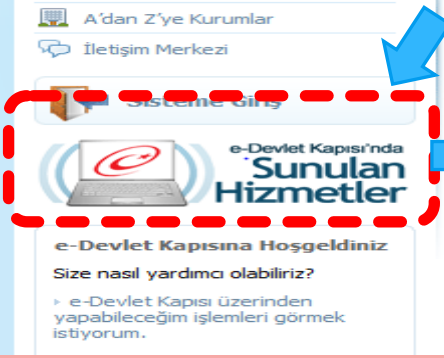 A'dan Z'ye Kurumlar
İletişim Merkezi
Sisteme Giriş
e-Devlet Kapısı'nda
Sunulan
Hizmetler
e-Devlet Kapısına Hoşgeldiniz
Size nasıl yardımcı olabiliriz?
e-Devlet Kapısı üzerinden
yapabileceğim işlemleri görmek
istiyorum.